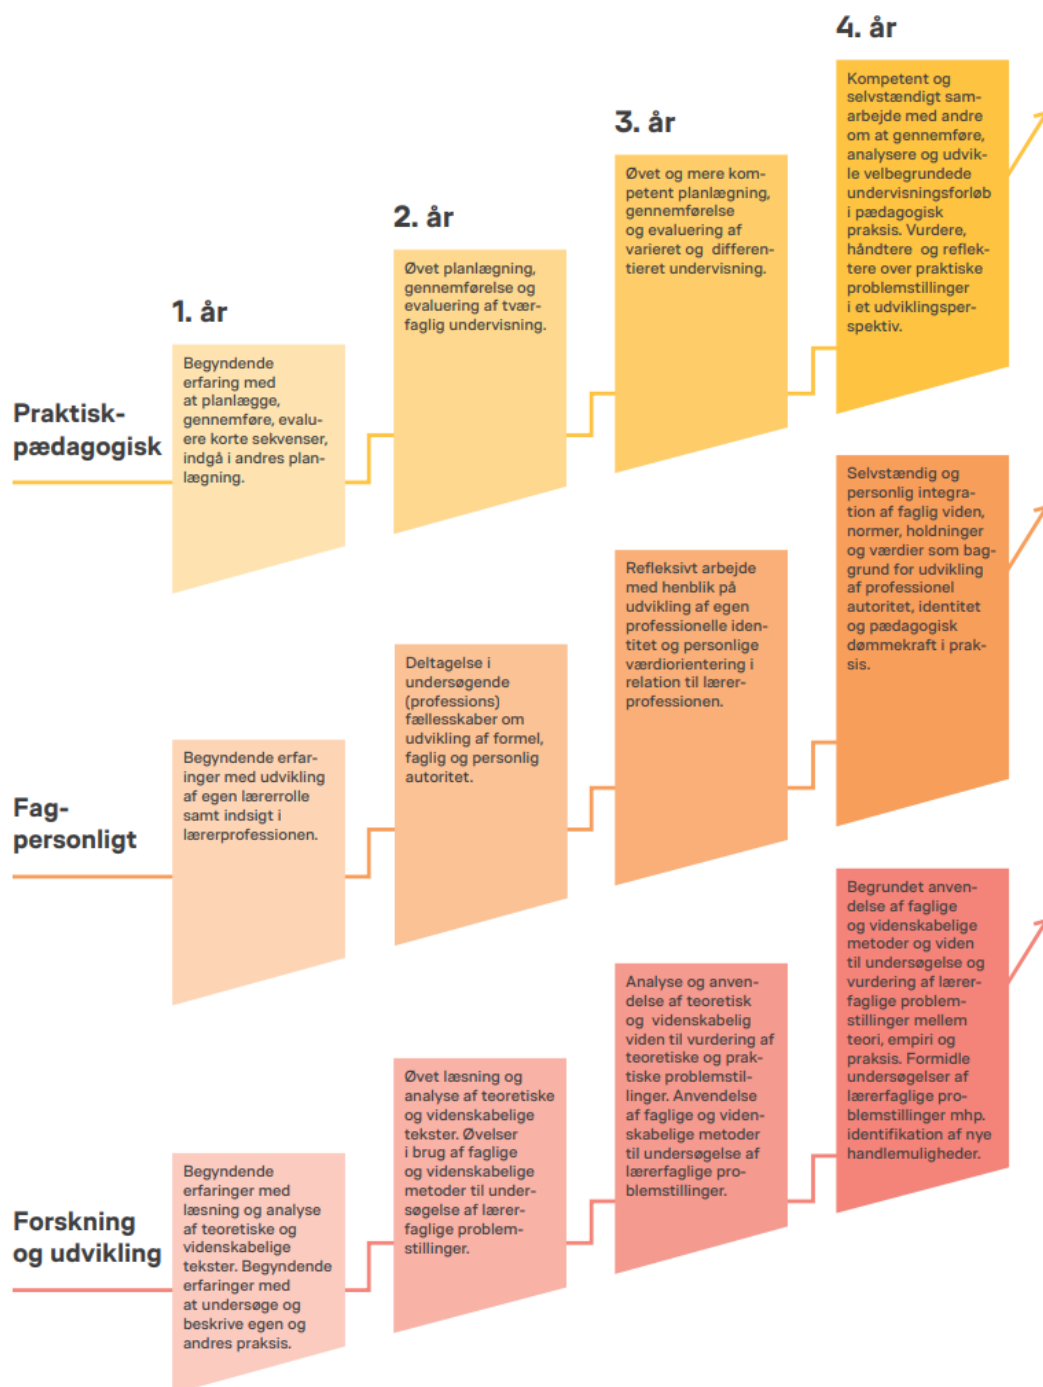 4. år
Kompetent og
selvstændigt sam-
arbejde med andre
om at gennemføre,
analysere og udvik-
le velbegrundede
undervisningsforløb
i pædagogisk
praksis. Vurdere,
håndtere og reflek-
tere over praktiske
problemstillinger
i et udviklingsper-
spektiv.
3. år
Øvet og mere kom-
petent planlægning,
gennemførelse
og evaluering af
varieret og differen-
tieret undervisning.
2. år
Øvet planlægning,
gennemførelse og
evaluering af tvær-
faglig undervisning.
1. år
Begyndende
erfaring med
at planlægge,
gennemføre, evalu-
ere korte sekvenser,
indgå i andres plan-
lægning.
Praktisk-
pædagogisk
Selvstændig og
personlig integra-
tion af faglig viden,
normer, holdninger
og værdier som bag-
grund for udvikling
af professionel
autoritet, identitet
og pædagogisk
dømmekraft i prak-
sis.
Refleksivt arbejde
med henblik på
udvikling af egen
professionelle iden-
titet og personlige
værdiorientering i
relation til lærer-
professionen.
Deltagelse i
undersøgende
(professions)
fællesskaber om
udvikling af formel,
faglig og personlig
autoritet.
Begyndende erfar-
inger med udvikling
af egen lærerrolle
samt indsigt i
lærerprofessionen.
Fag-
personligt
Begrundet anven-
delse af faglige
og videnskabelige
metoder og viden
til undersøgelse og
vurdering af lærer-
faglige problem-
stillinger mellem
teori, empiri og
praksis. Formidle
undersøgelser af
lærerfaglige pro-
blemstillinger mhp.
identifikation af nye
handlemuligheder.
Analyse og anven-
delse af teoretisk
og videnskabelig
viden til vurdering af
teoretiske og prak-
tiske problemstil-
linger. Anvendelse
af faglige og viden-
skabelige metoder
til undersøgelse af
lærerfaglige pro-
blemstillinger.
Øvet læsning og
analyse af teoretiske
og videnskabelige
tekster. Øvelser
i brug af faglige
og videnskabelige
metoder til under-
søgelse af lærer-
faglige problem-
stillinger.
Begyndende
erfaringer med
læsning og analyse
af teoretiske og
videnskabelige
tekster. Begyndende
erfaringer med
at undersøge og
beskrive egen og
andres praksis.
Forskning
og udvikling